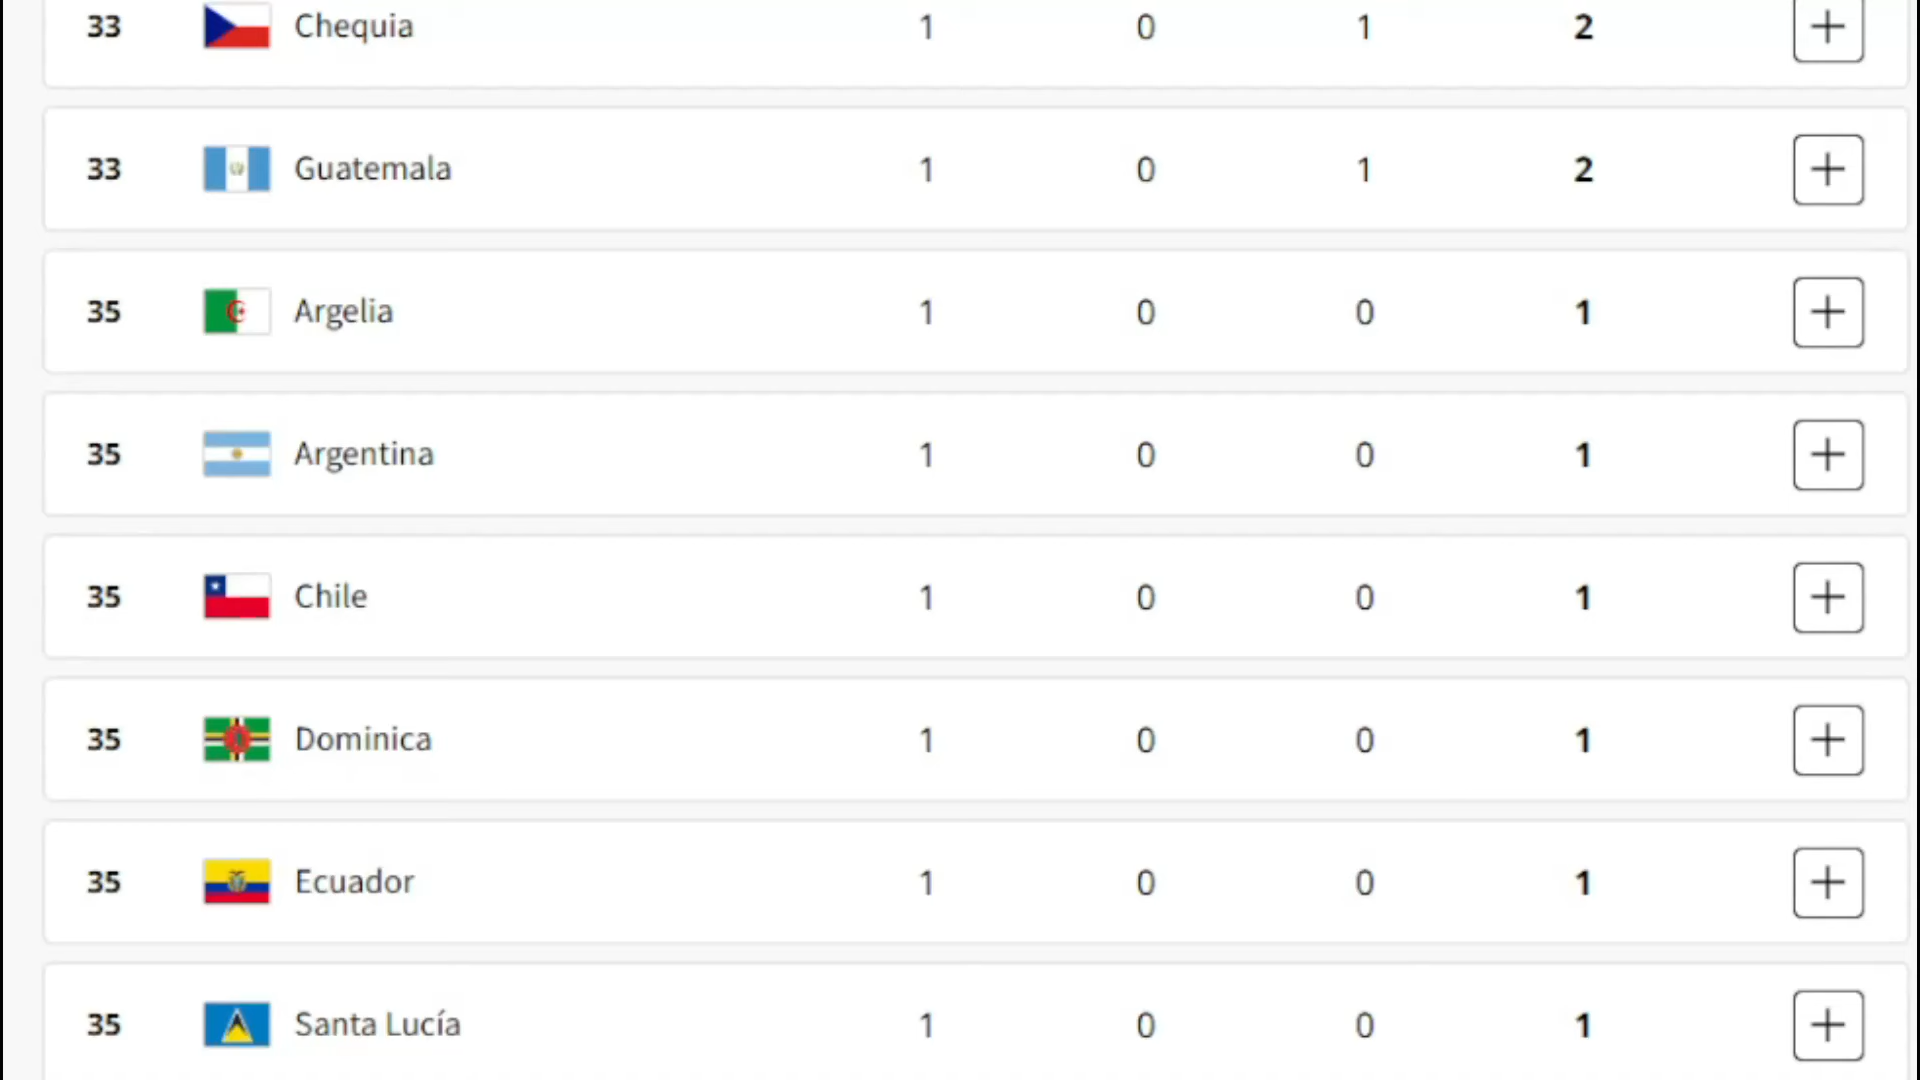 33 Chequia 1 0 1 2 +
33 Guatemala 1 0 1 2 +
35 Argelia 1 0 0 1 +
35 Argentina 1 0 0 1 +
35 Chile 1 0 0 1 +
35 Dominica 1 0 0 1 +
35 Ecuador 1 0 0 1 +
35 Santa Lucía 1 0 0 1 +